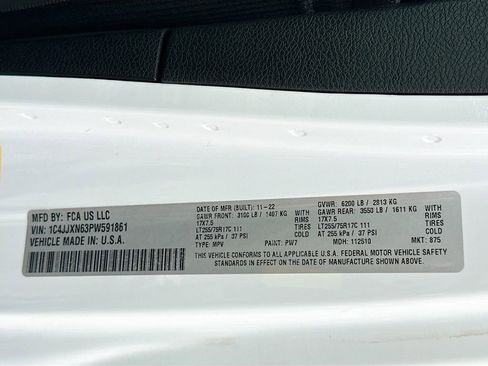 MFD BY: FCA US LLC
VIN: 1C4JJXN63PW591861
VEHICLE MADE IN: U.S.A.
DATE OF MFR (BUILT): 11-22 GVWR: 6200 LB / 2813 KG
GAWR FRONT: 3100 LB / 1407 KG WITH GAWR REAR: 3550 LB / 1611 KG
17X7.5 RIMS 17X7.5 WITH
LT255/75R17C 111 TIRES LT255/75R17C 111 RIMS
AT 255 kPa / 37 PSI AT 255 kPa / 37 PSI TIRES
TYPE: MPV PAINT: PW7 MDH: 112510 MKT: 875
THIS VEHICLE CONFORMS TO ALL APPLICABLE U.S.A. FEDERAL MOTOR VEHICLE SAFETY
STANDARDS IN EFFECT ON THE DATE OF MANUFACTURE SHOWN ABOVE.